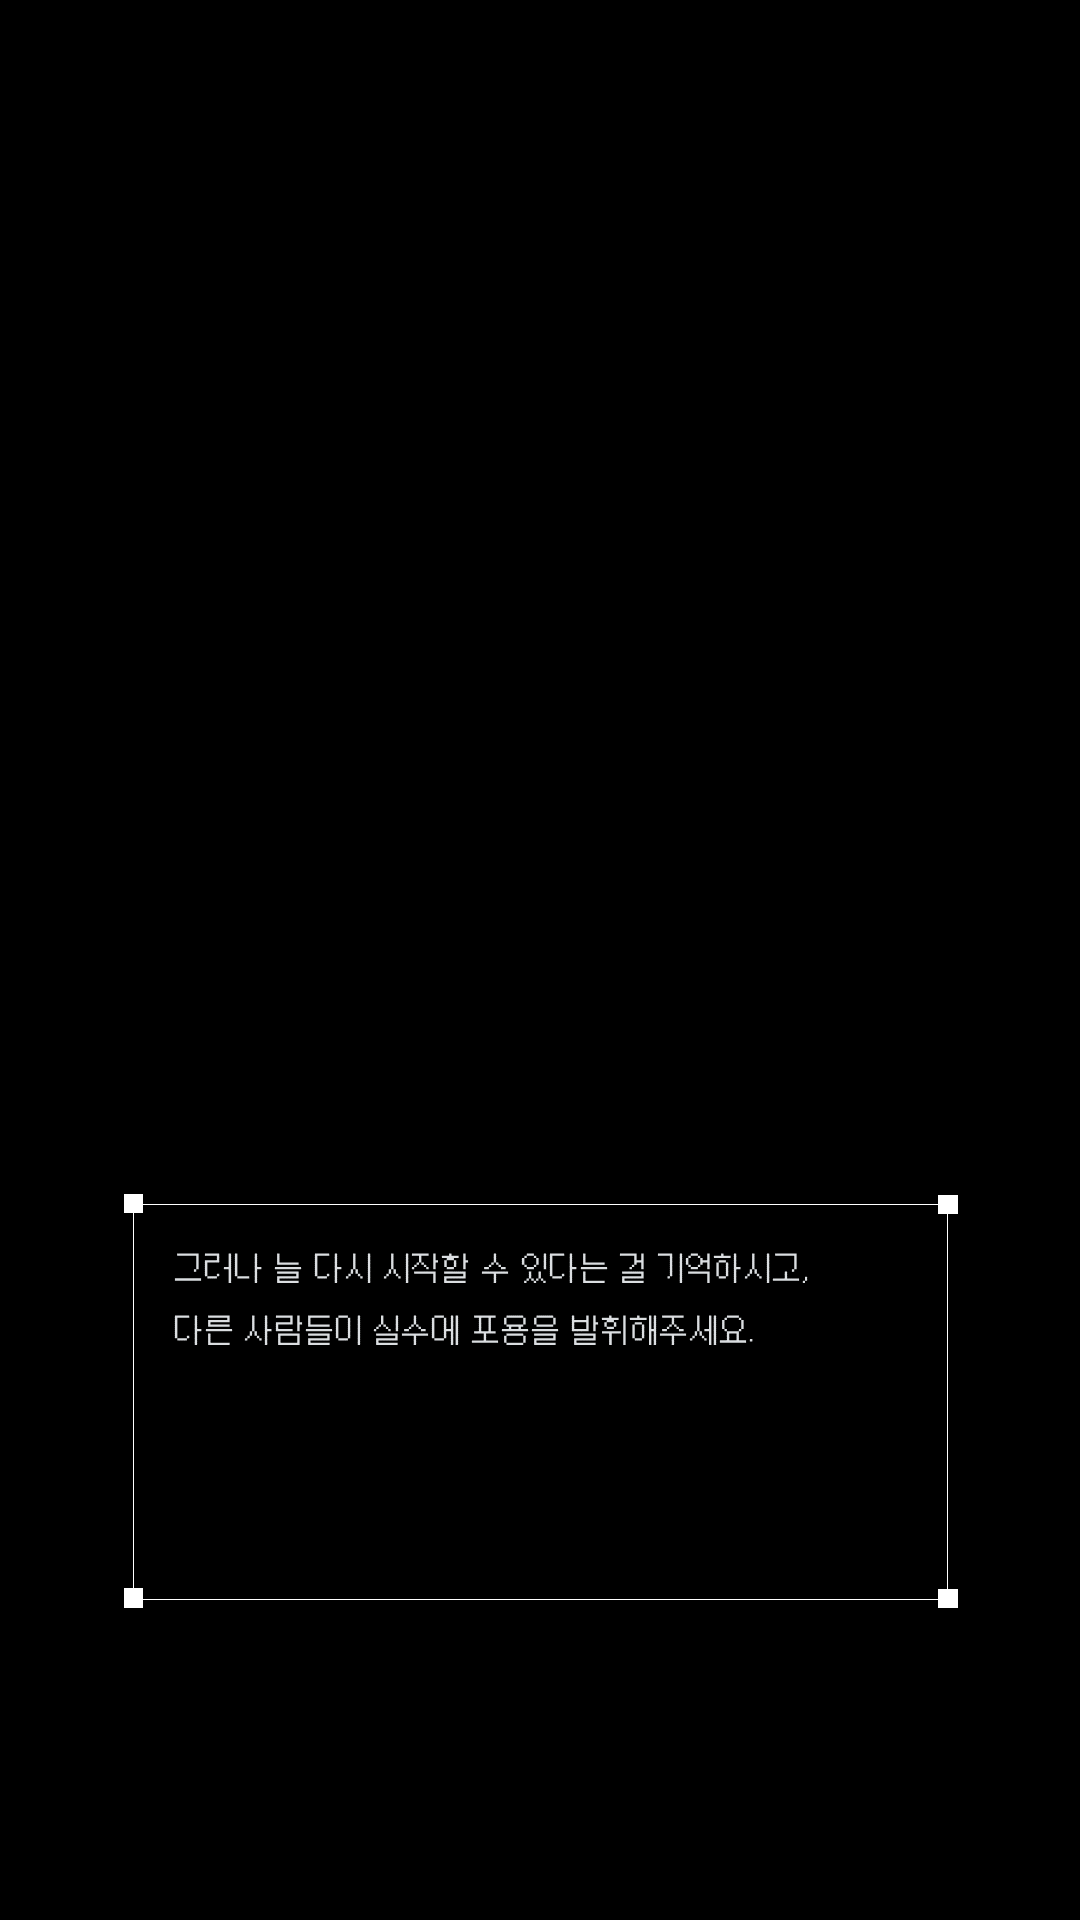 그러나 늘 다시 시작할 수 있다는 걸 기억하시고,
다른 사람들이 실수에 포용을 발휘해주세요.